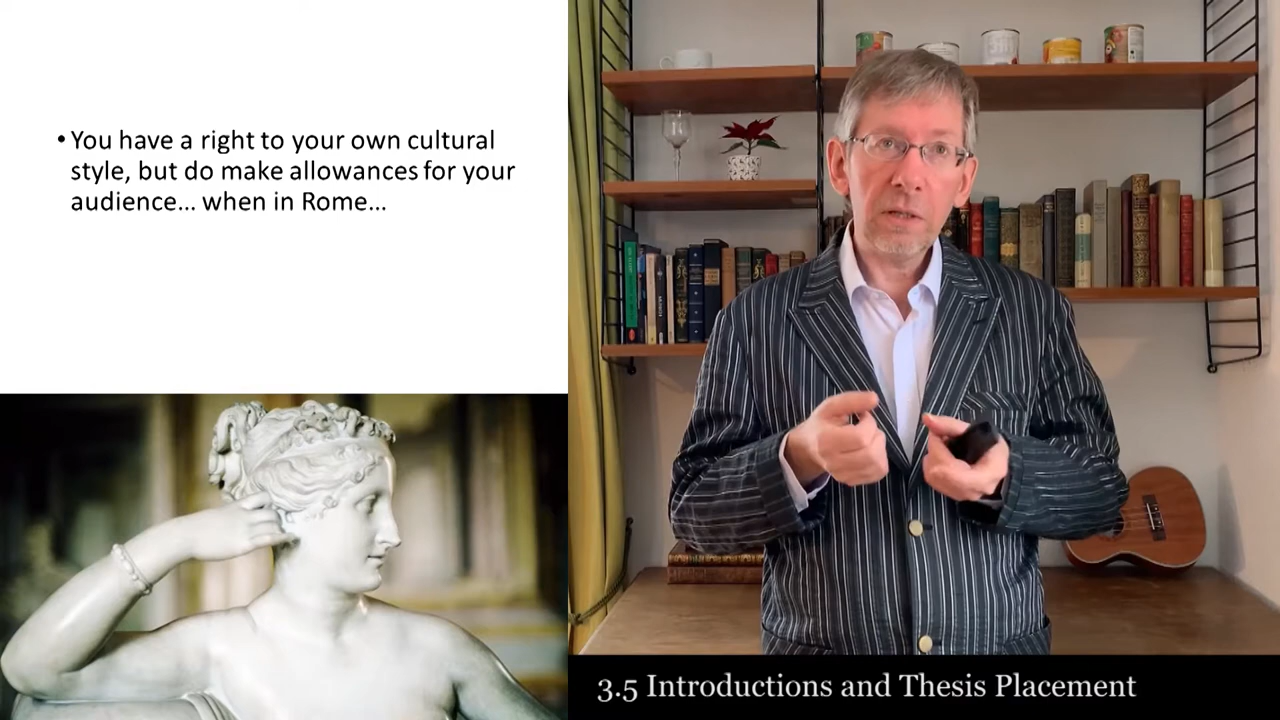 • You have a right to your own cultural
style, but do make allowances for your
audience... when in Rome...
3.5 Introductions and Thesis Placement